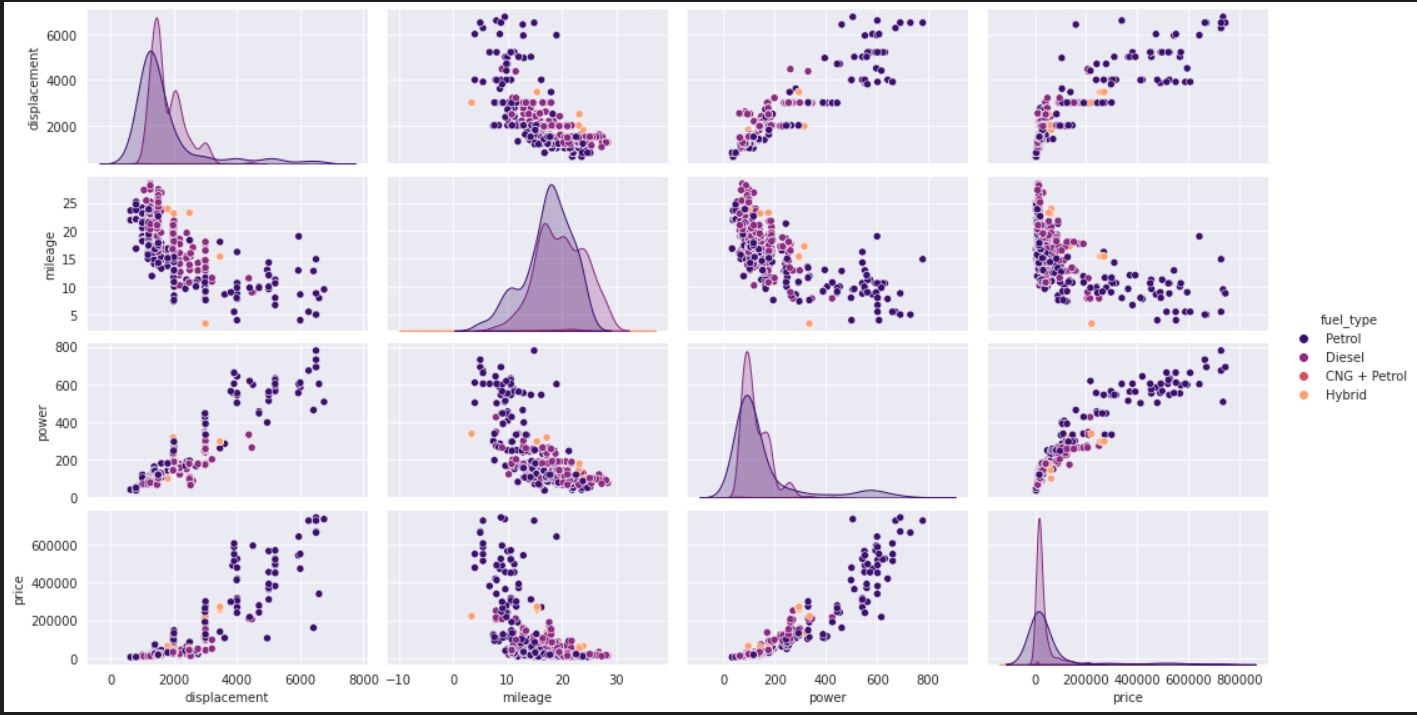 6000
4000
2000
displacement
25
20
15
10
5
mileage
800
600
400
200
0
power
600000
400000
200000
0
price
0 2000 4000 6000 8000
displacement
−10 0 10 20 30
mileage
0 200 400 600 800
power
0 200000 400000 600000 800000
price
fuel_type
Petrol
Diesel
CNG + Petrol
Hybrid